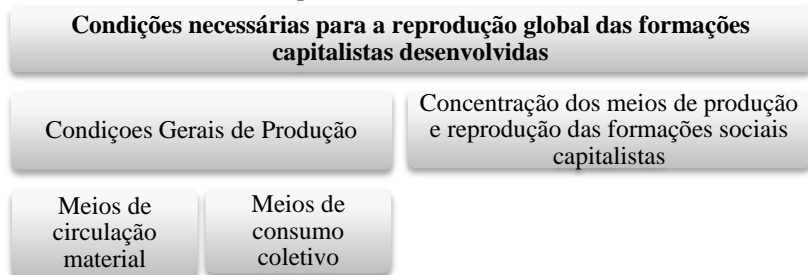 Condições necessárias para a reprodução global das formações
capitalistas desenvolvidas
Condiçoes Gerais de Produção
Concentração dos meios de produção
e reprodução das formações sociais
capitalistas
Meios de
circulação
material
Meios de
consumo
coletivo